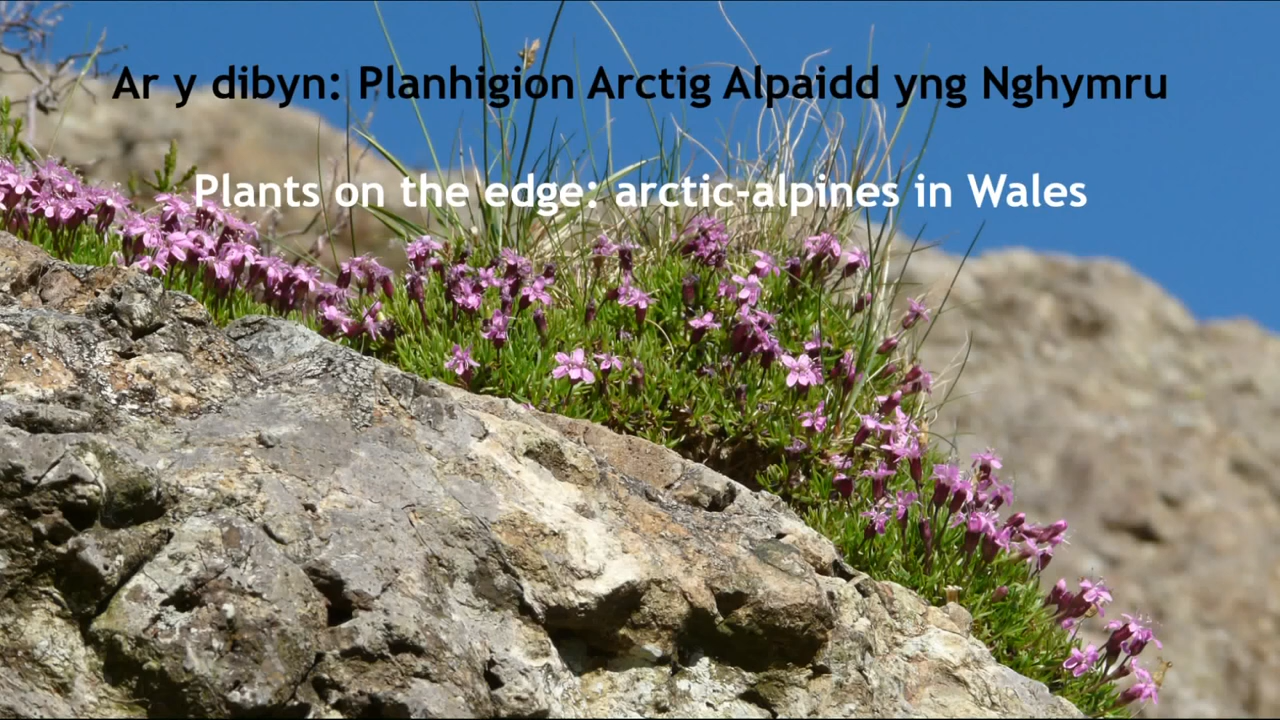 Ar y dibyn: Planhigion Arctig Alpaidd yng Nghymru
Plants on the edge: arctic-alpines in Wales